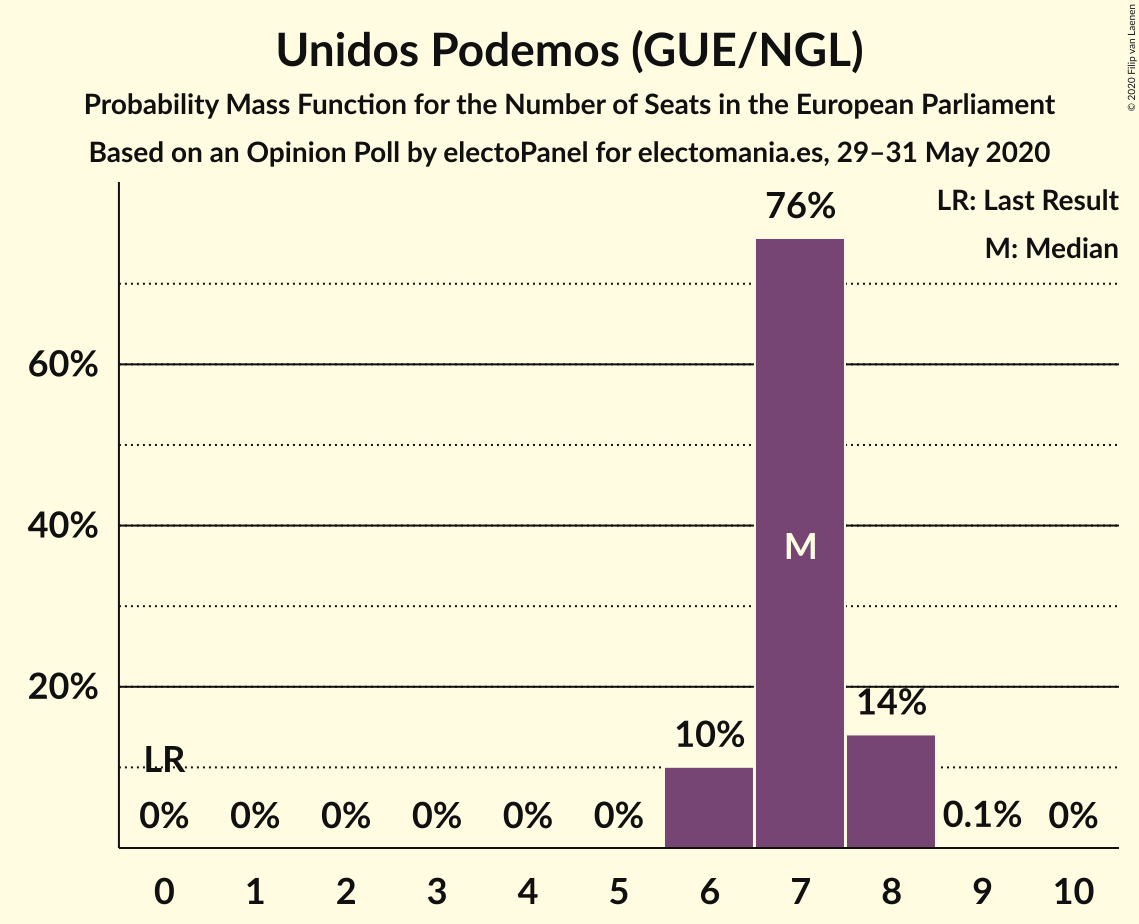 Unidos Podemos (GUE/NGL)
Probability Mass Function for the Number of Seats in the European Parliament
Based on an Opinion Poll by electoPanel for electomania.es, 29–31 May 2020
© 2020 Filip van Laenen
LR: Last Result
M: Median
76%
60%
40%
M
20%
14%
10%
LR
0% 0% 0% 0% 0% 0% 0.1% 0%
0 1 2 3 4 5 6 7 8 9 10